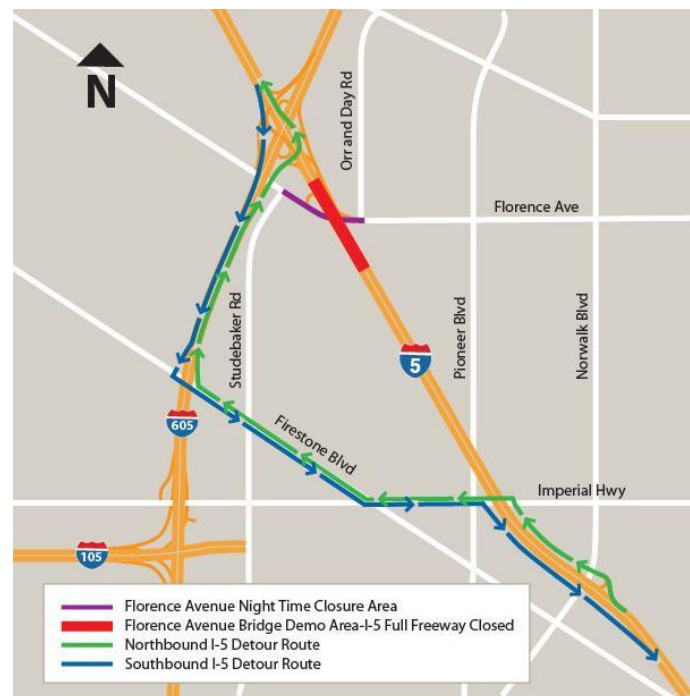 N
Orr and Day Rd
Florence Ave
Studebaker Rd
Pioneer Blvd
Norwalk Blvd
5
605
Firestone Blvd
Imperial Hwy
105
Florence Avenue Night Time Closure Area
Florence Avenue Bridge Demo Area-I-5 Full Freeway Closed
Northbound I-5 Detour Route
Southbound I-5 Detour Route